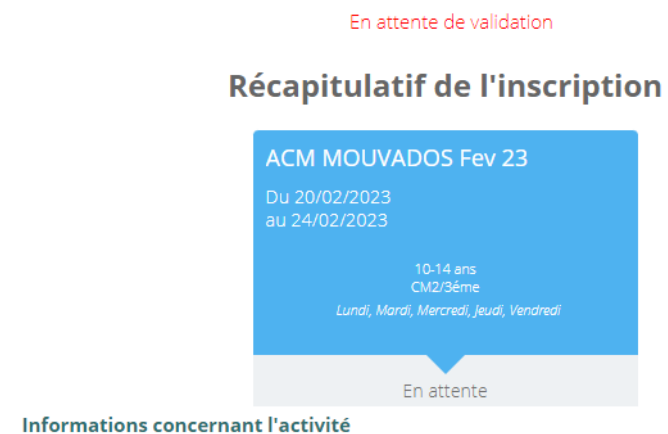 En attente de validation
Récapitulatif de l'inscription
ACM MOUVADOS Fev 23
Du 20/02/2023
au 24/02/2023
10-14 ans
CM2/3éme
Lundi, Mardi, Mercredi, Jeudi, Vendredi
En attente
Informations concernant l'activité